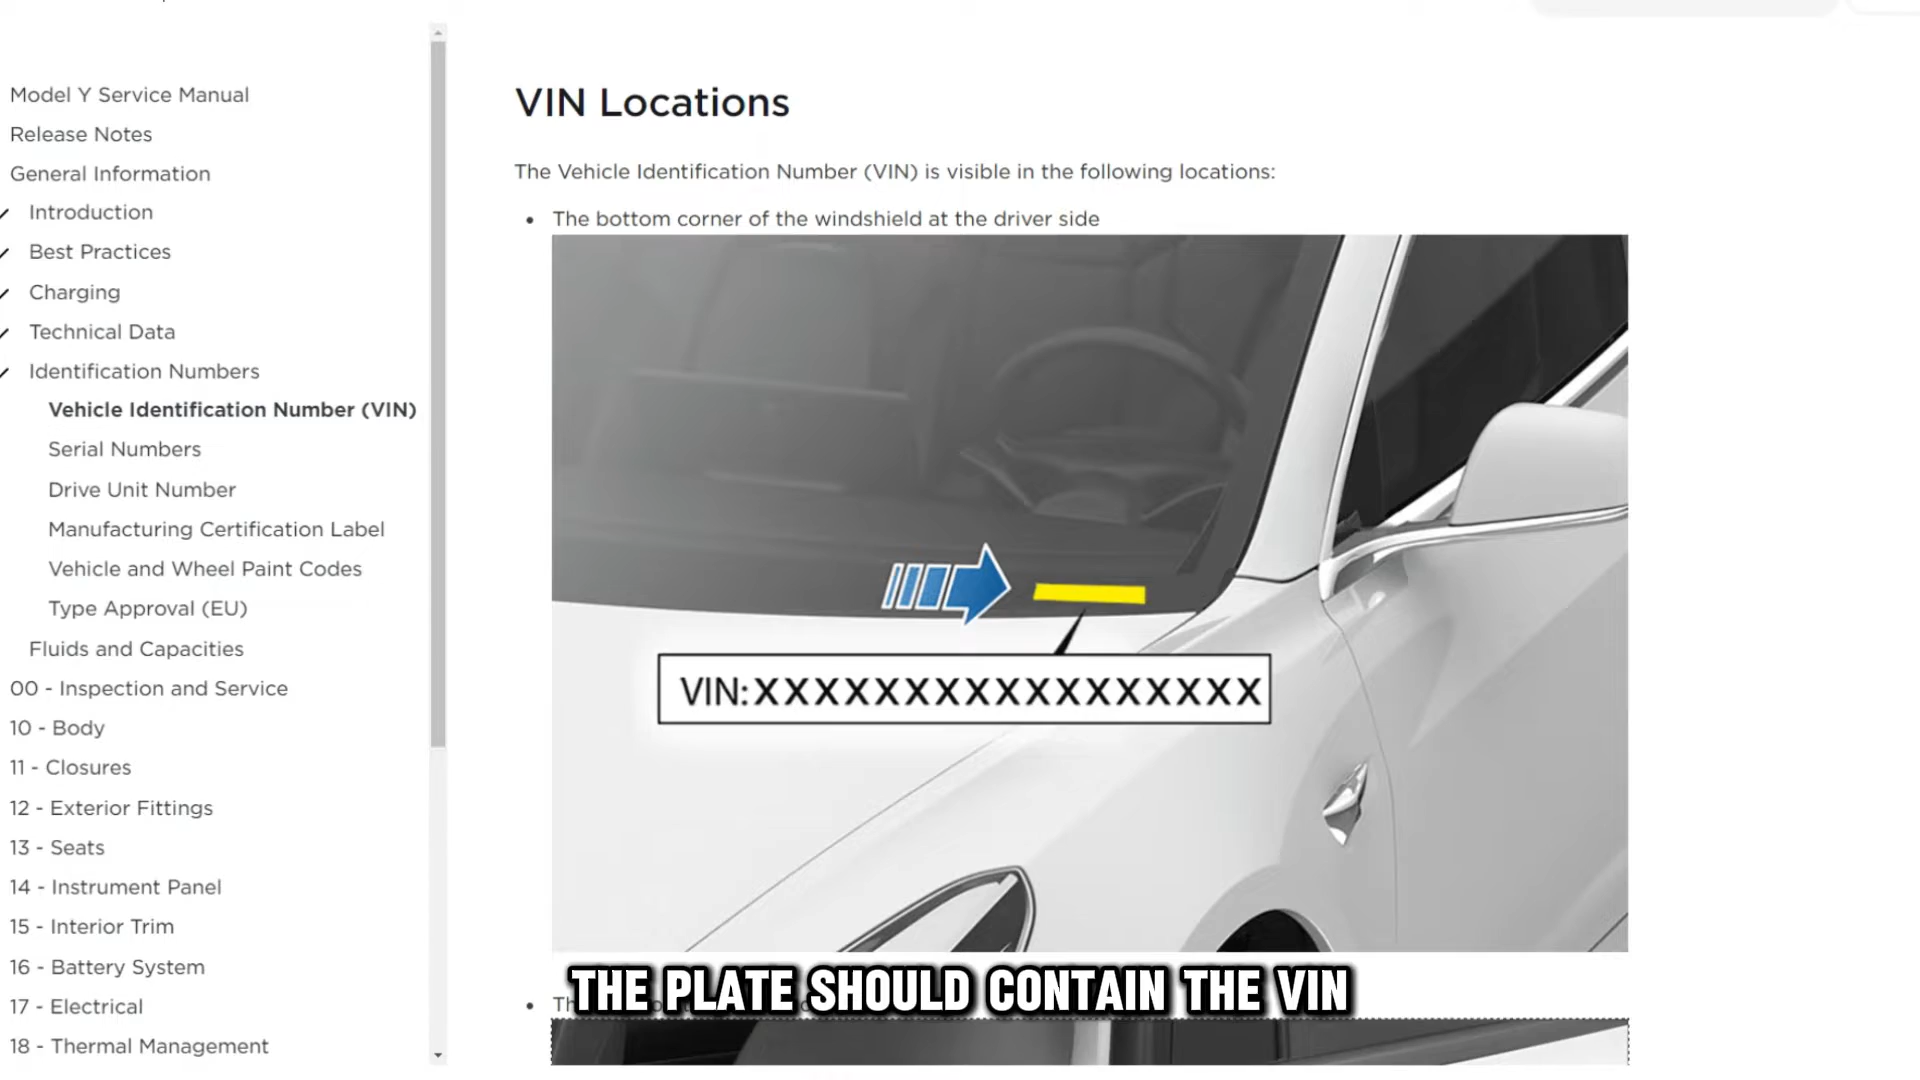 Model Y Service Manual
Release Notes
General Information
Introduction
Best Practices
Charging
Technical Data
Identification Numbers
Vehicle Identification Number (VIN)
Serial Numbers
Drive Unit Number
Manufacturing Certification Label
Vehicle and Wheel Paint Codes
Type Approval (EU)
Fluids and Capacities
00 - Inspection and Service
10 - Body
11 - Closures
12 - Exterior Fittings
13 - Seats
14 - Instrument Panel
15 - Interior Trim
16 - Battery System
17 - Electrical
18 - Thermal Management
VIN Locations
The Vehicle Identification Number (VIN) is visible in the following locations:
• The bottom corner of the windshield at the driver side
VIN:XXXXXXXXXXXXXXXXX
THE PLATE SHOULD CONTAIN THE VIN